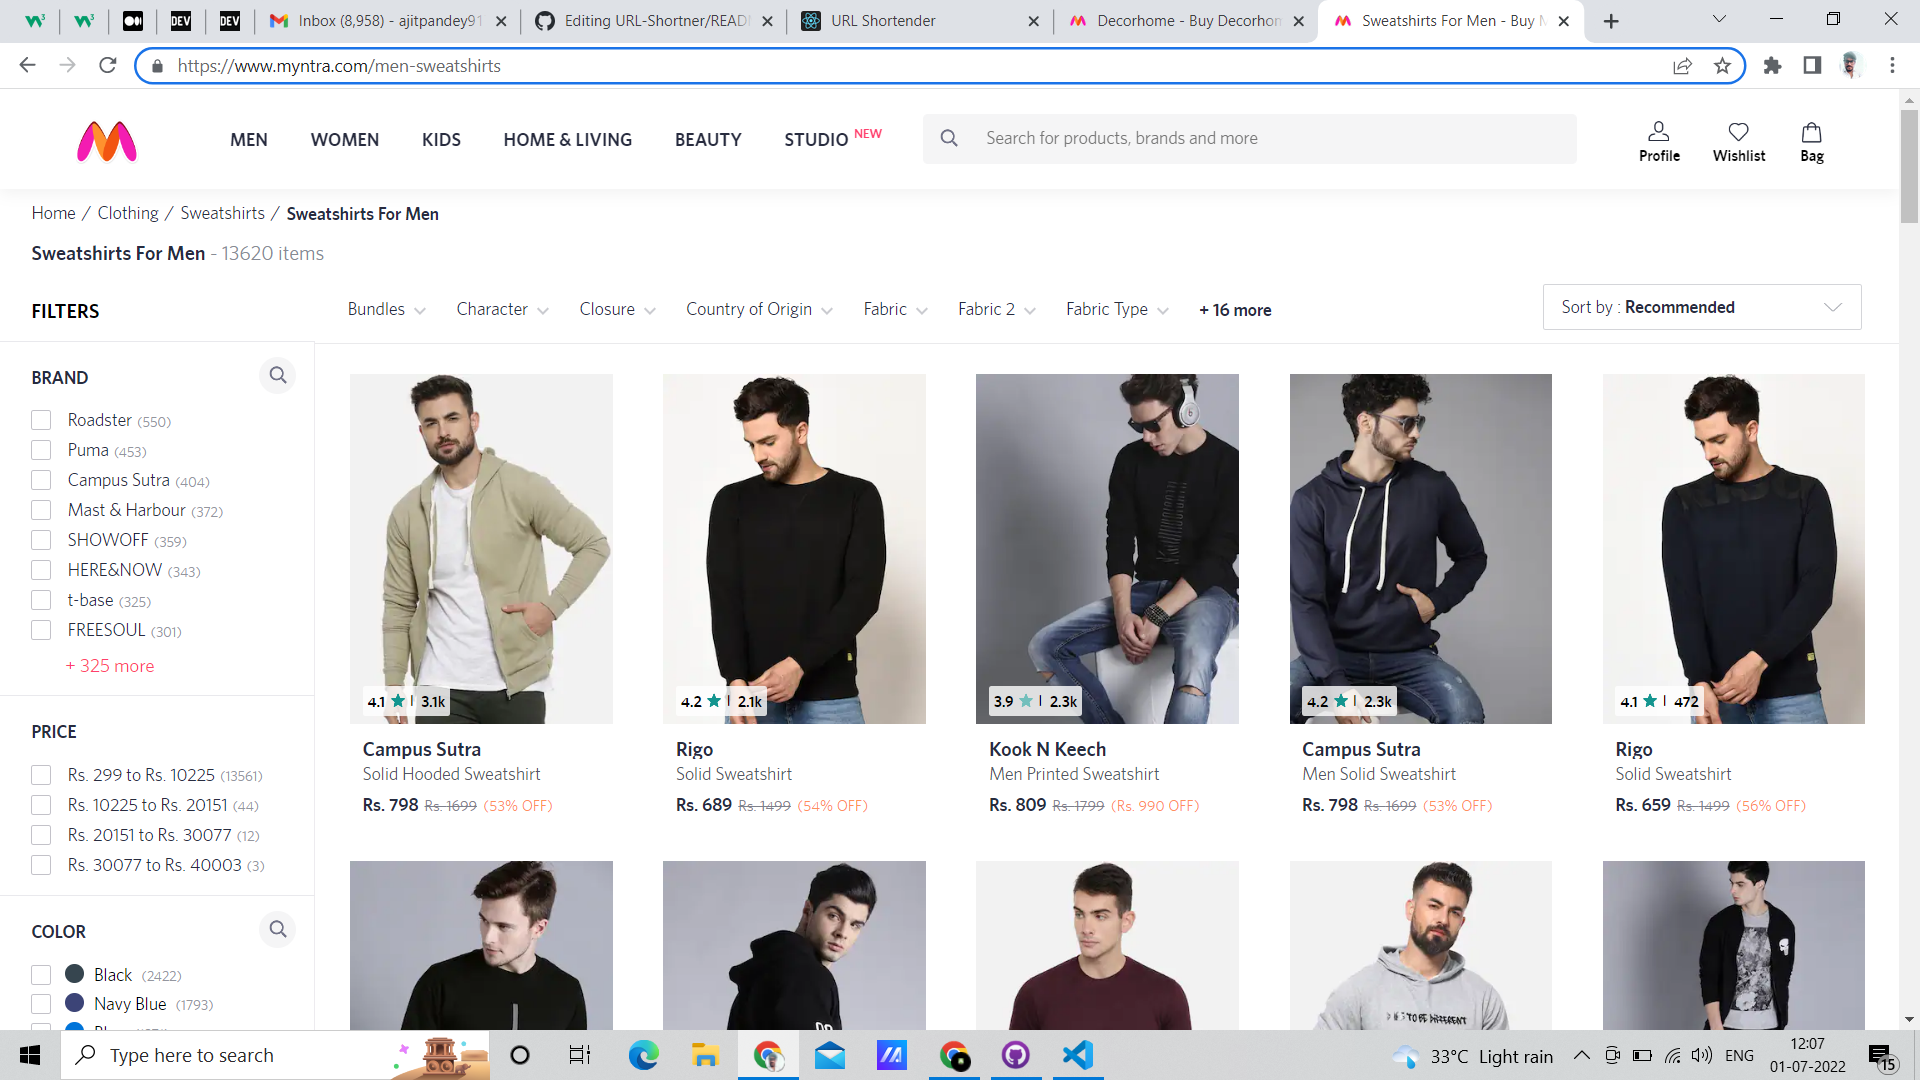 Inbox (8,958) - ajitpandey91
Editing URL-Shortner/READ
URL Shortender
Decorhome - Buy Decorhon
Sweatshirts For Men - Buy M
https://www.myntra.com/men-sweatshirts
MEN WOMEN KIDS HOME & LIVING BEAUTY STUDIO NEW
Search for products, brands and more
Profile Wishlist Bag
Home / Clothing / Sweatshirts / Sweatshirts For Men
Sweatshirts For Men - 13620 items
FILTERS
Bundles Character Closure Country of Origin Fabric Fabric 2 Fabric Type + 16 more
Sort by : Recommended
BRAND
Roadster (550)
Puma (453)
Campus Sutra (404)
Mast & Harbour (372)
SHOWOFF (359)
HERE&NOW (343)
t-base (325)
FREESOUL (301)
+ 325 more
PRICE
Rs. 299 to Rs. 10225 (13561)
Rs. 10225 to Rs. 20151 (44)
Rs. 20151 to Rs. 30077 (12)
Rs. 30077 to Rs. 40003 (3)
COLOR
Black (2422)
Navy Blue (1793)
4.1 ★ | 3.1k
Campus Sutra
Solid Hooded Sweatshirt
Rs. 798 Rs. 1699 (53% OFF)
4.2 ★ | 2.1k
Rigo
Solid Sweatshirt
Rs. 689 Rs. 1499 (54% OFF)
3.9 ★ | 2.3k
Kook N Keech
Men Printed Sweatshirt
Rs. 809 Rs. 1799 (Rs. 990 OFF)
4.2 ★ | 2.3k
Campus Sutra
Men Solid Sweatshirt
Rs. 798 Rs. 1699 (53% OFF)
4.1 ★ | 472
Rigo
Solid Sweatshirt
Rs. 659 Rs. 1499 (56% OFF)
TO BE DIFFERENT
Type here to search
33°C Light rain
ENG
12:07
01-07-2022
15